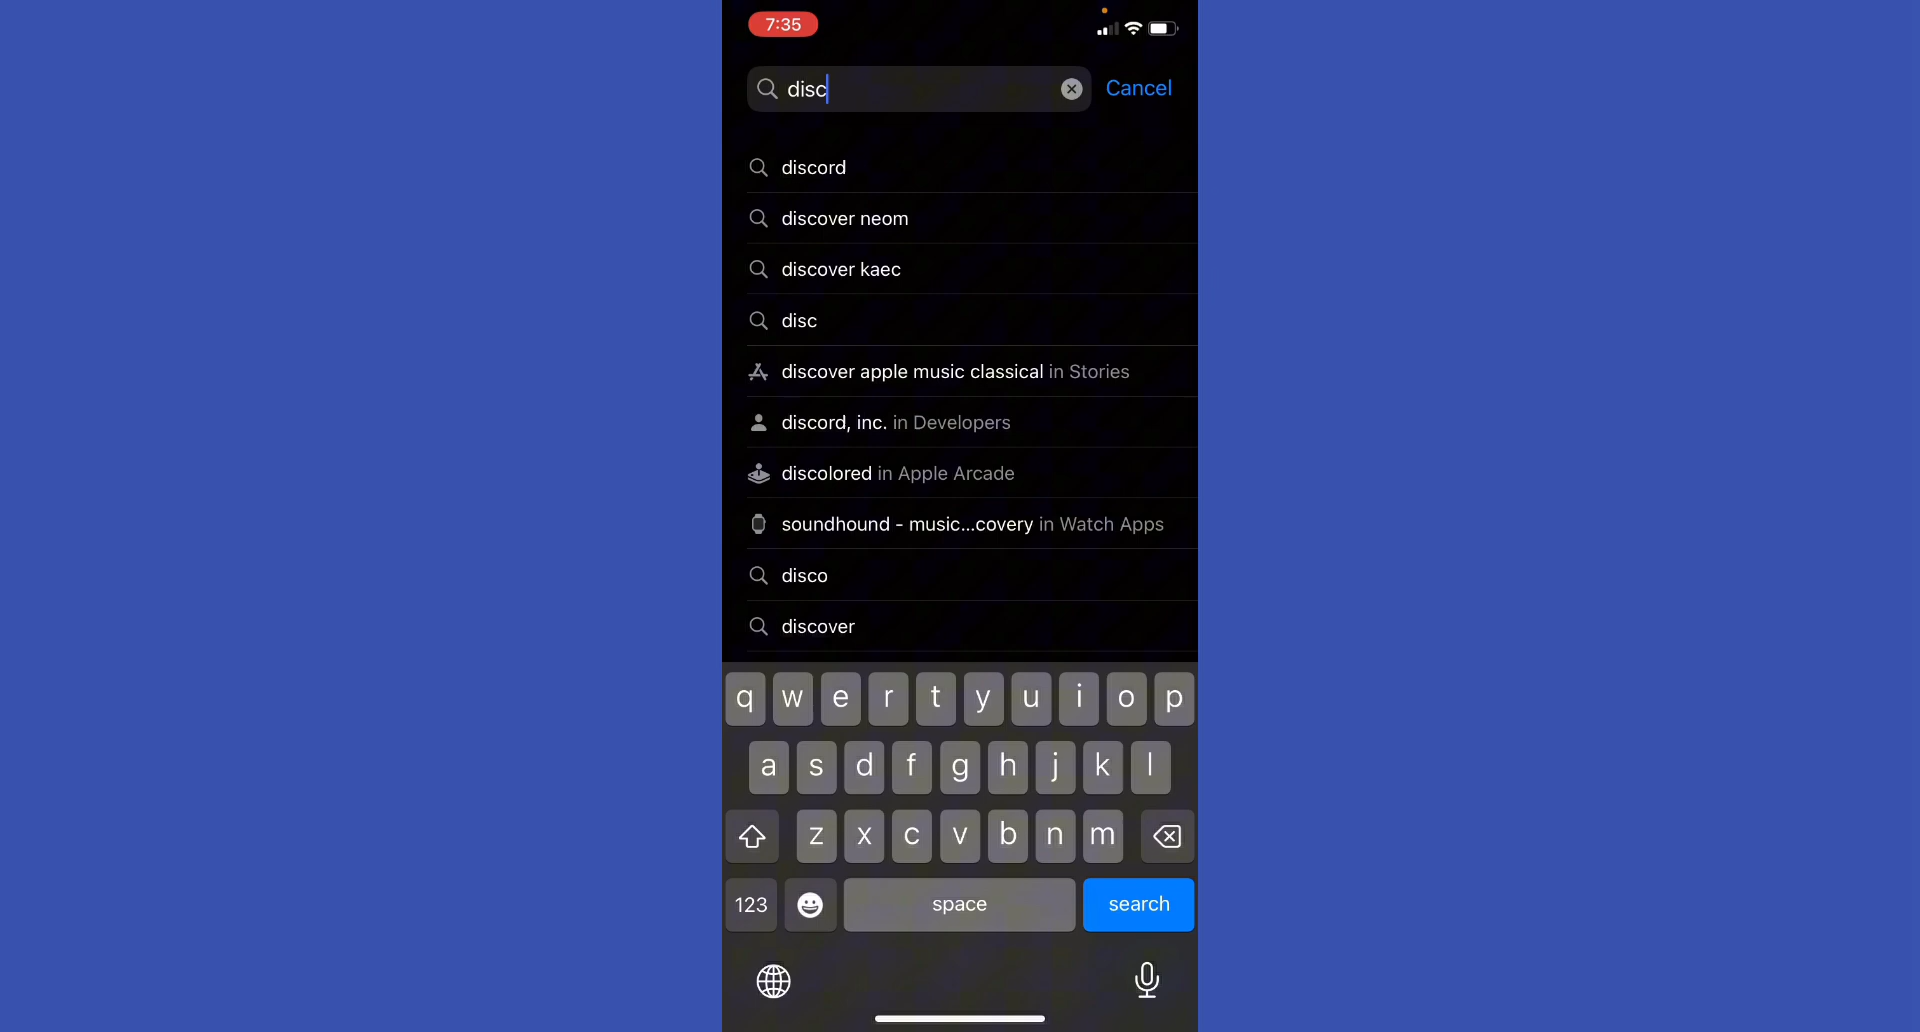 7:35
disc
Cancel
discord
discover neom
discover kaec
disc
discover apple music classical in Stories
discord, inc. in Developers
discolored in Apple Arcade
soundhound - music...covery in Watch Apps
disco
discover
q w e r t y u i o p
a s d f g h j k l
z x c v b n m
123 space search